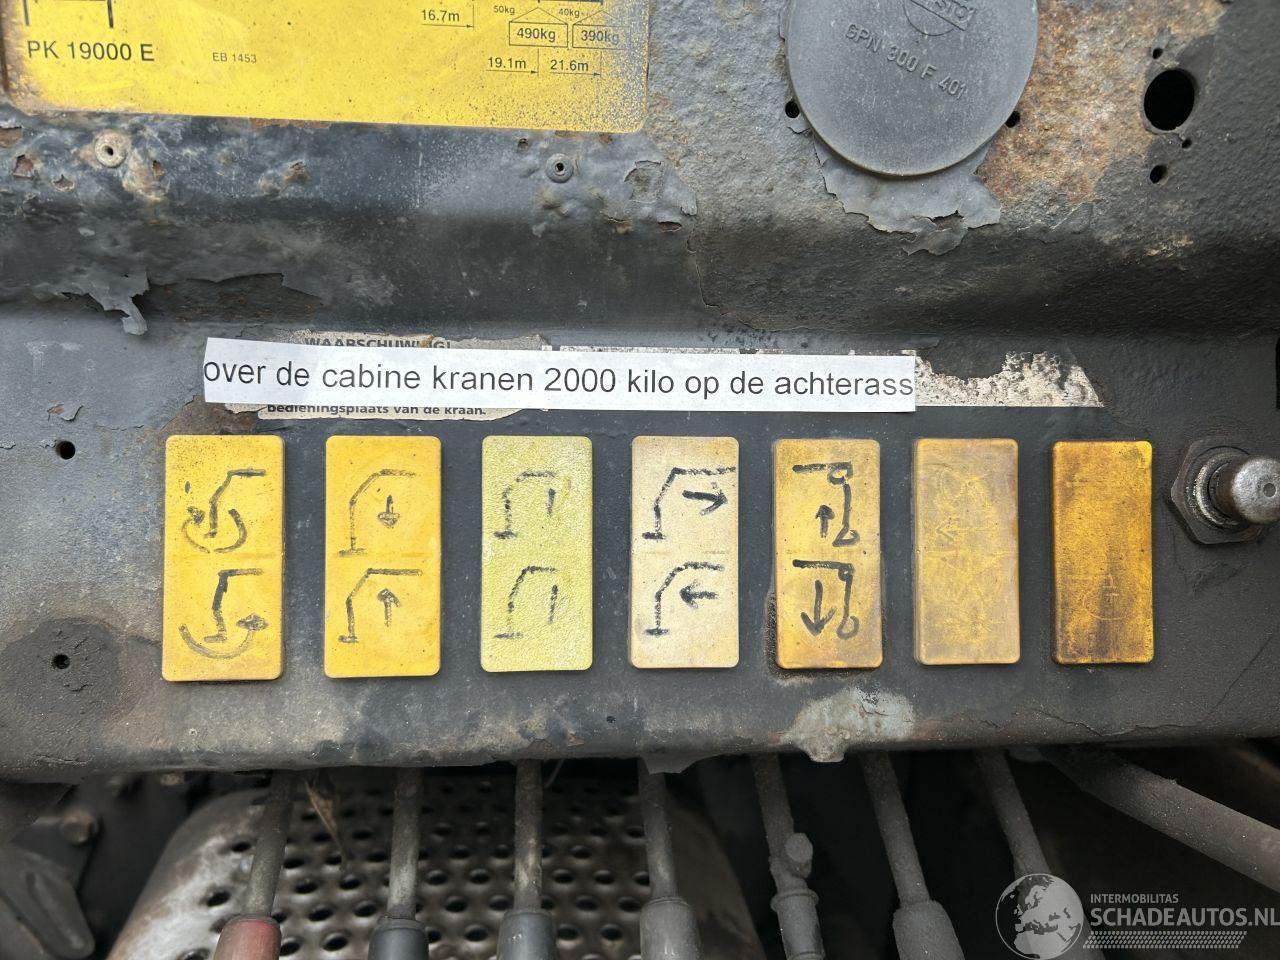 16.7m
50kg
40kg
490kg
390kg
19.1m
21.6m
PK 19000 E
EB 1453
GPN 300 F 401
WAARSCHUWING!
over de cabine kranen 2000 kilo op de achterass
bedieningsplaats van de kraan.
INTERMOBILITAS
SCHADEAUTOS.NL